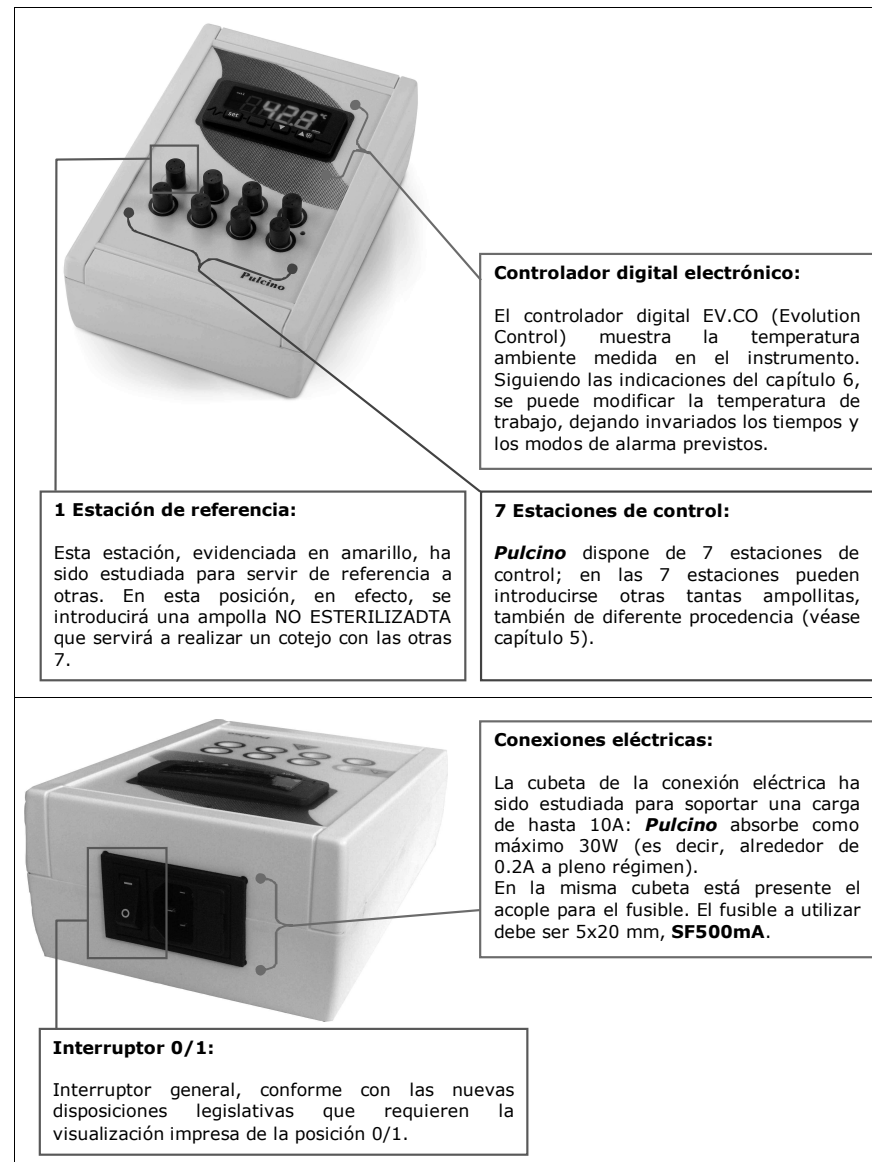 set
42.8
°C
Pulcino
Controlador digital electrónico:
El controlador digital EV.CO (Evolution
Control) muestra la temperatura
ambiente medida en el instrumento.
Siguiendo las indicaciones del capítulo 6,
se puede modificar la temperatura de
trabajo, dejando invariados los tiempos y
los modos de alarma previstos.
1 Estación de referencia:
Esta estación, evidenciada en amarillo, ha
sido estudiada para servir de referencia a
otras. En esta posición, en efecto, se
introducirá una ampolla NO ESTERILIZADTA
que servirá a realizar un cotejo con las otras
7.
7 Estaciones de control:
Pulcino dispone de 7 estaciones de
control; en las 7 estaciones pueden
introducirse otras tantas ampollitas,
también de diferente procedencia (véase
capítulo 5).
Conexiones eléctricas:
La cubeta de la conexión eléctrica ha
sido estudiada para soportar una carga
de hasta 10A: Pulcino absorbe como
máximo 30W (es decir, alrededor de
0.2A a pleno régimen).
En la misma cubeta está presente el
acople para el fusible. El fusible a utilizar
debe ser 5x20 mm, SF500mA.
Interruptor 0/1:
Interruptor general, conforme con las nuevas
disposiciones legislativas que requieren la
visualización impresa de la posición 0/1.